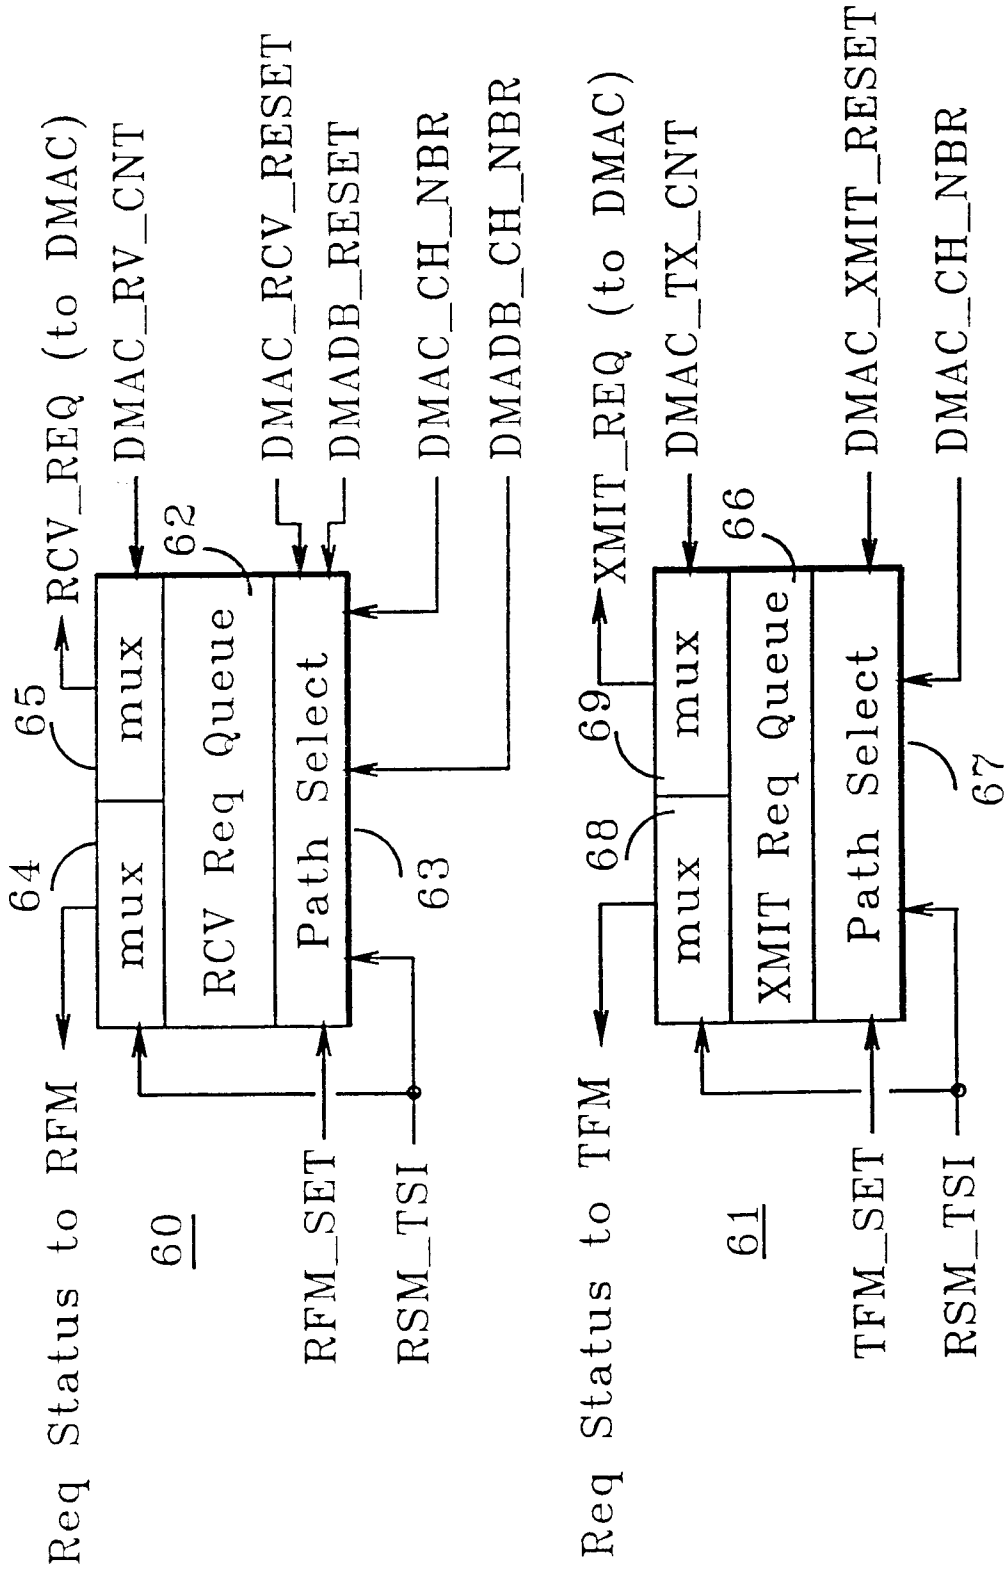 64
65
RCV_REQ (to DMAC)
Req Status to RFM
mux
mux
DMAC_RV_CNT
60
RCV Req Queue
62
DMAC_RCV_RESET
RFM_SET
Path Select
DMADB_RESET
RSM_TSI
63
DMAC_CH_NBR
DMADB_CH_NBR
XMIT_REQ (to DMAC)
Req Status to TFM
68
69
mux
mux
DMAC_TX_CNT
61
XMIT Req Queue
66
TFM_SET
Path Select
DMAC_XMIT_RESET
RSM_TSI
67
DMAC_CH_NBR